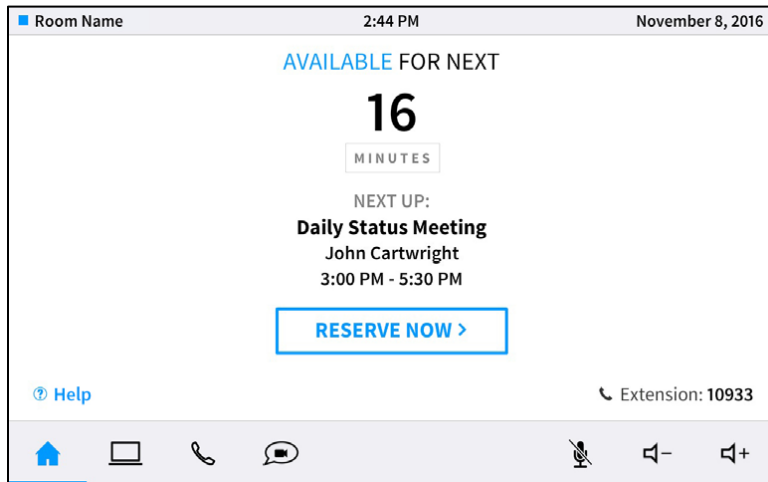 Room Name
2:44 PM
November 8, 2016
AVAILABLE FOR NEXT
16
MINUTES
NEXT UP:
Daily Status Meeting
John Cartwright
3:00 PM - 5:30 PM
RESERVE NOW >
? Help
Extension: 10933